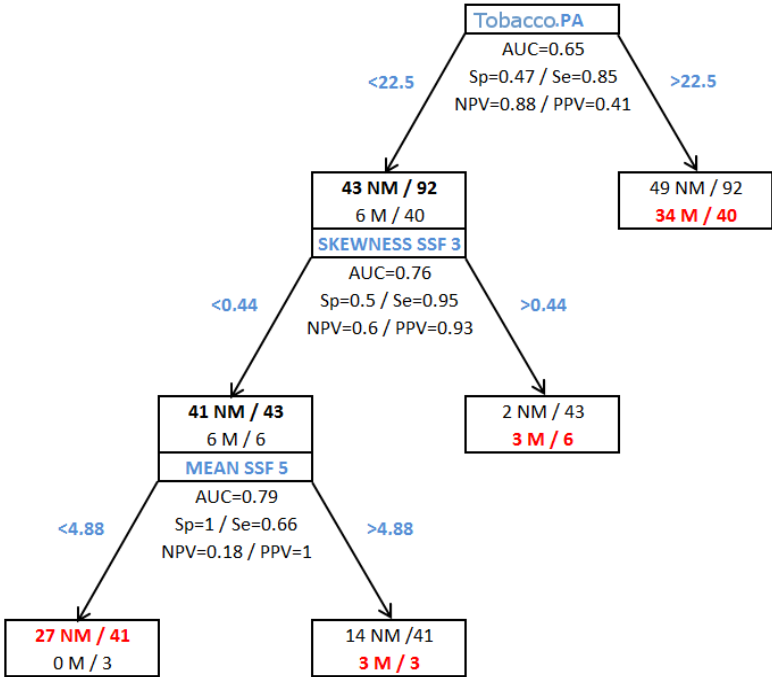 Tobacco.PA
AUC=0.65
Sp=0.47 / Se=0.85
NPV=0.88 / PPV=0.41
<22.5
>22.5
43 NM / 92
6 M / 40
SKEWNESS SSF 3
49 NM / 92
34 M / 40
AUC=0.76
Sp=0.5 / Se=0.95
NPV=0.6 / PPV=0.93
<0.44
>0.44
41 NM / 43
6 M / 6
MEAN SSF 5
2 NM / 43
3 M / 6
AUC=0.79
Sp=1 / Se=0.66
NPV=0.18 / PPV=1
<4.88
>4.88
27 NM / 41
0 M / 3
14 NM /41
3 M / 3